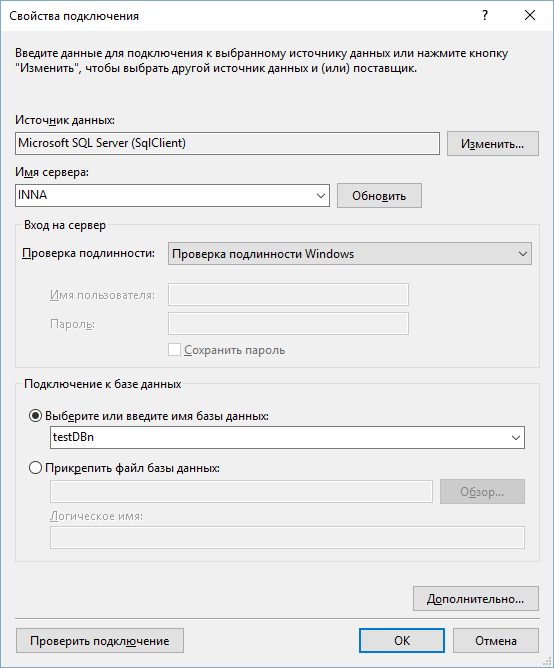 Свойства подключения
?
Введите данные для подключения к выбранному источнику данных или нажмите кнопку
"Изменить", чтобы выбрать другой источник данных и (или) поставщик.
Источник данных:
Microsoft SQL Server (SqlClient)
Изменить...
Имя сервера:
INNA
Обновить
Вход на сервер
Проверка подлинности:
Проверка подлинности Windows
Имя пользователя:
Пароль:
Сохранить пароль
Подключение к базе данных
Выберите или введите имя базы данных:
testDBn
Прикрепить файл базы данных:
Обзор...
Логическое имя:
Дополнительно...
Проверить подключение
ОК
Отмена